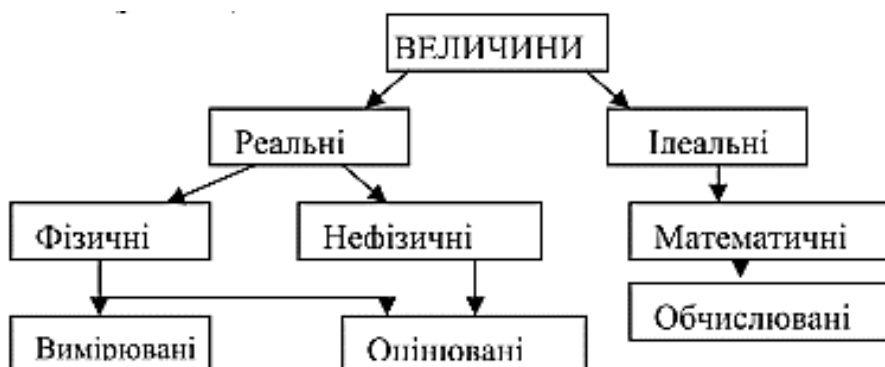 ВЕЛИЧИНИ
Реальні
Ідеальні
Фізичні
Нефізичні
Математичні
Обчислювані
Вимірювані
Оцінювані